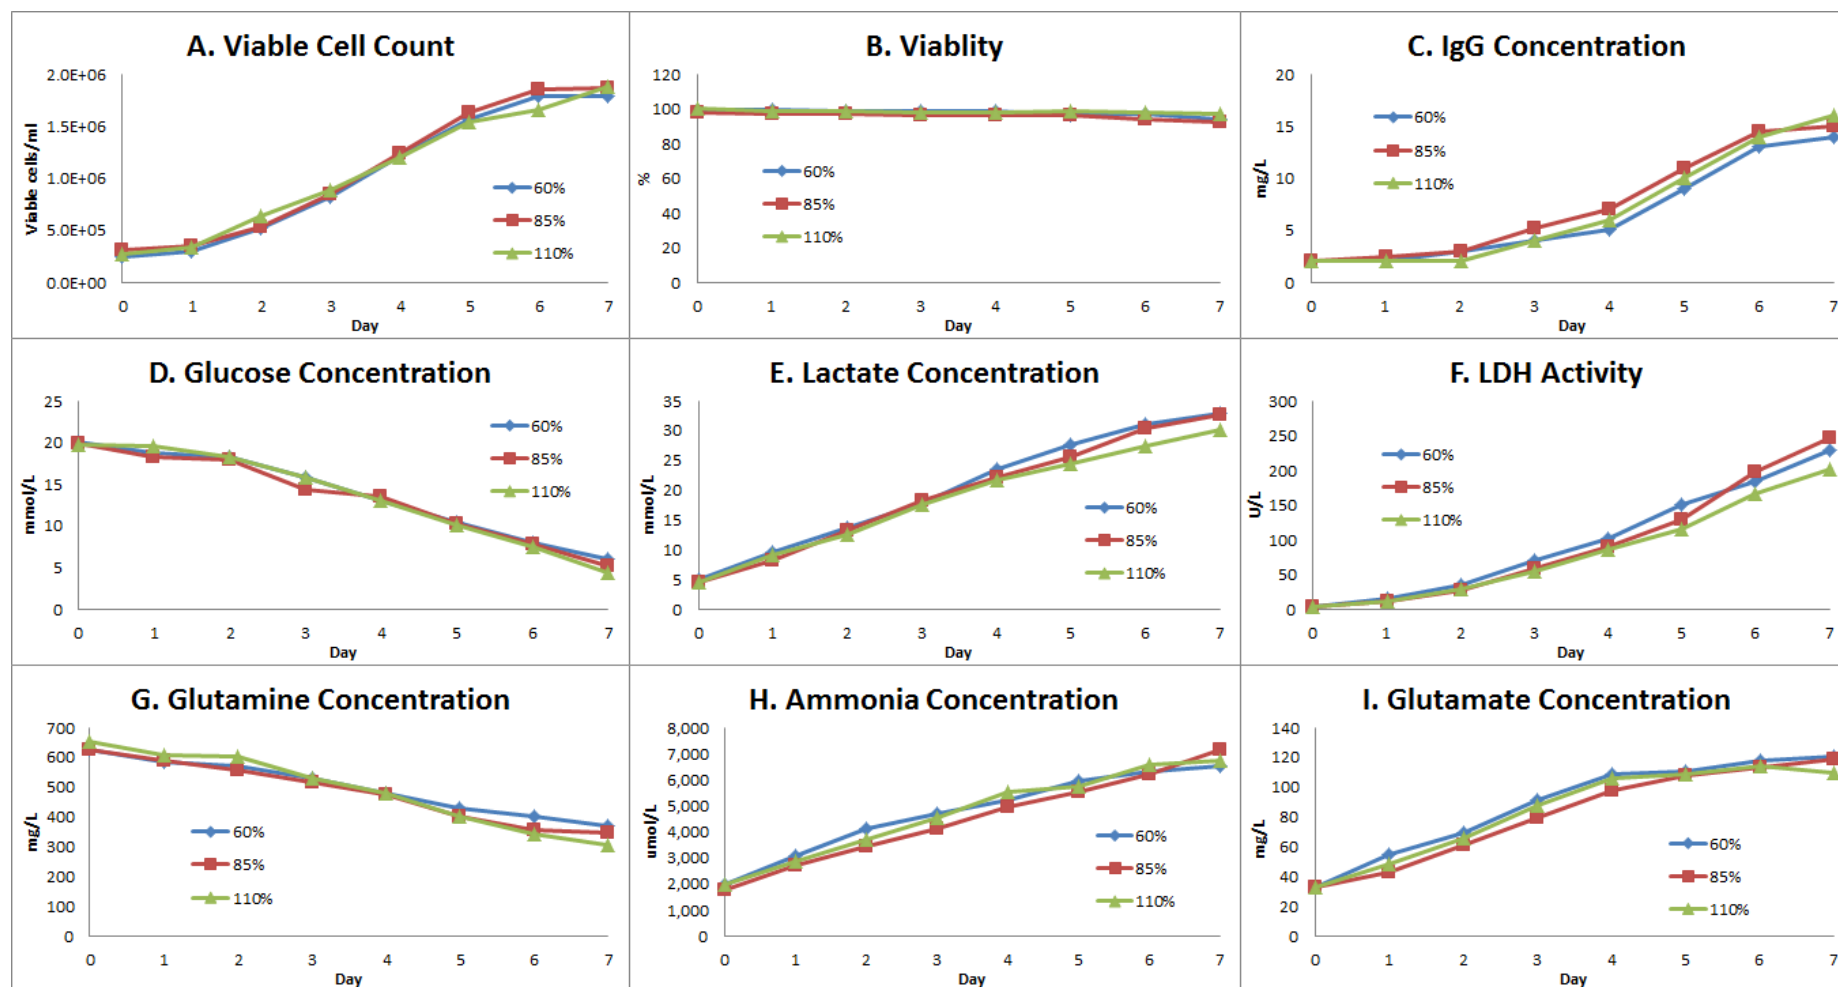 A. Viable Cell Count
Viable cells/ml
2.0E+06
1.5E+06
1.0E+06
5.0E+05
0.0E+00
60%
85%
110%
0 1 2 3 4 5 6 7
Day
B. Viablity
%
120
100
80
60
40
20
0
60%
85%
110%
0 1 2 3 4 5 6 7
Day
C. IgG Concentration
mg/L
20
15
10
5
0
60%
85%
110%
0 1 2 3 4 5 6 7
Day
D. Glucose Concentration
mmol/L
25
20
15
10
5
0
60%
85%
110%
0 1 2 3 4 5 6 7
Day
E. Lactate Concentration
mmol/L
35
30
25
20
15
10
5
0
60%
85%
110%
0 1 2 3 4 5 6 7
Day
F. LDH Activity
U/L
300
250
200
150
100
50
0
60%
85%
110%
0 1 2 3 4 5 6 7
Day
G. Glutamine Concentration
mg/L
700
600
500
400
300
200
100
0
60%
85%
110%
0 1 2 3 4 5 6 7
Day
H. Ammonia Concentration
umol/L
8,000
7,000
6,000
5,000
4,000
3,000
2,000
1,000
0
60%
85%
110%
0 1 2 3 4 5 6 7
Day
I. Glutamate Concentration
mg/L
140
120
100
80
60
40
20
0
60%
85%
110%
0 1 2 3 4 5 6 7
Day